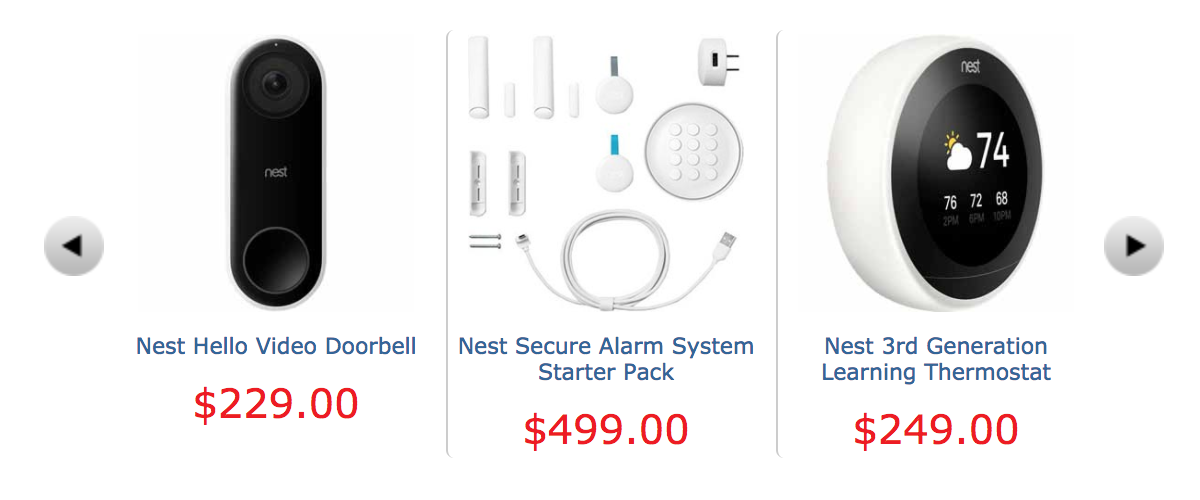 nest
Nest Hello Video Doorbell
$229.00
Nest Secure Alarm System
Starter Pack
$499.00
nest
74
76 72 68
2PM 6PM 10PM
Nest 3rd Generation
Learning Thermostat
$249.00